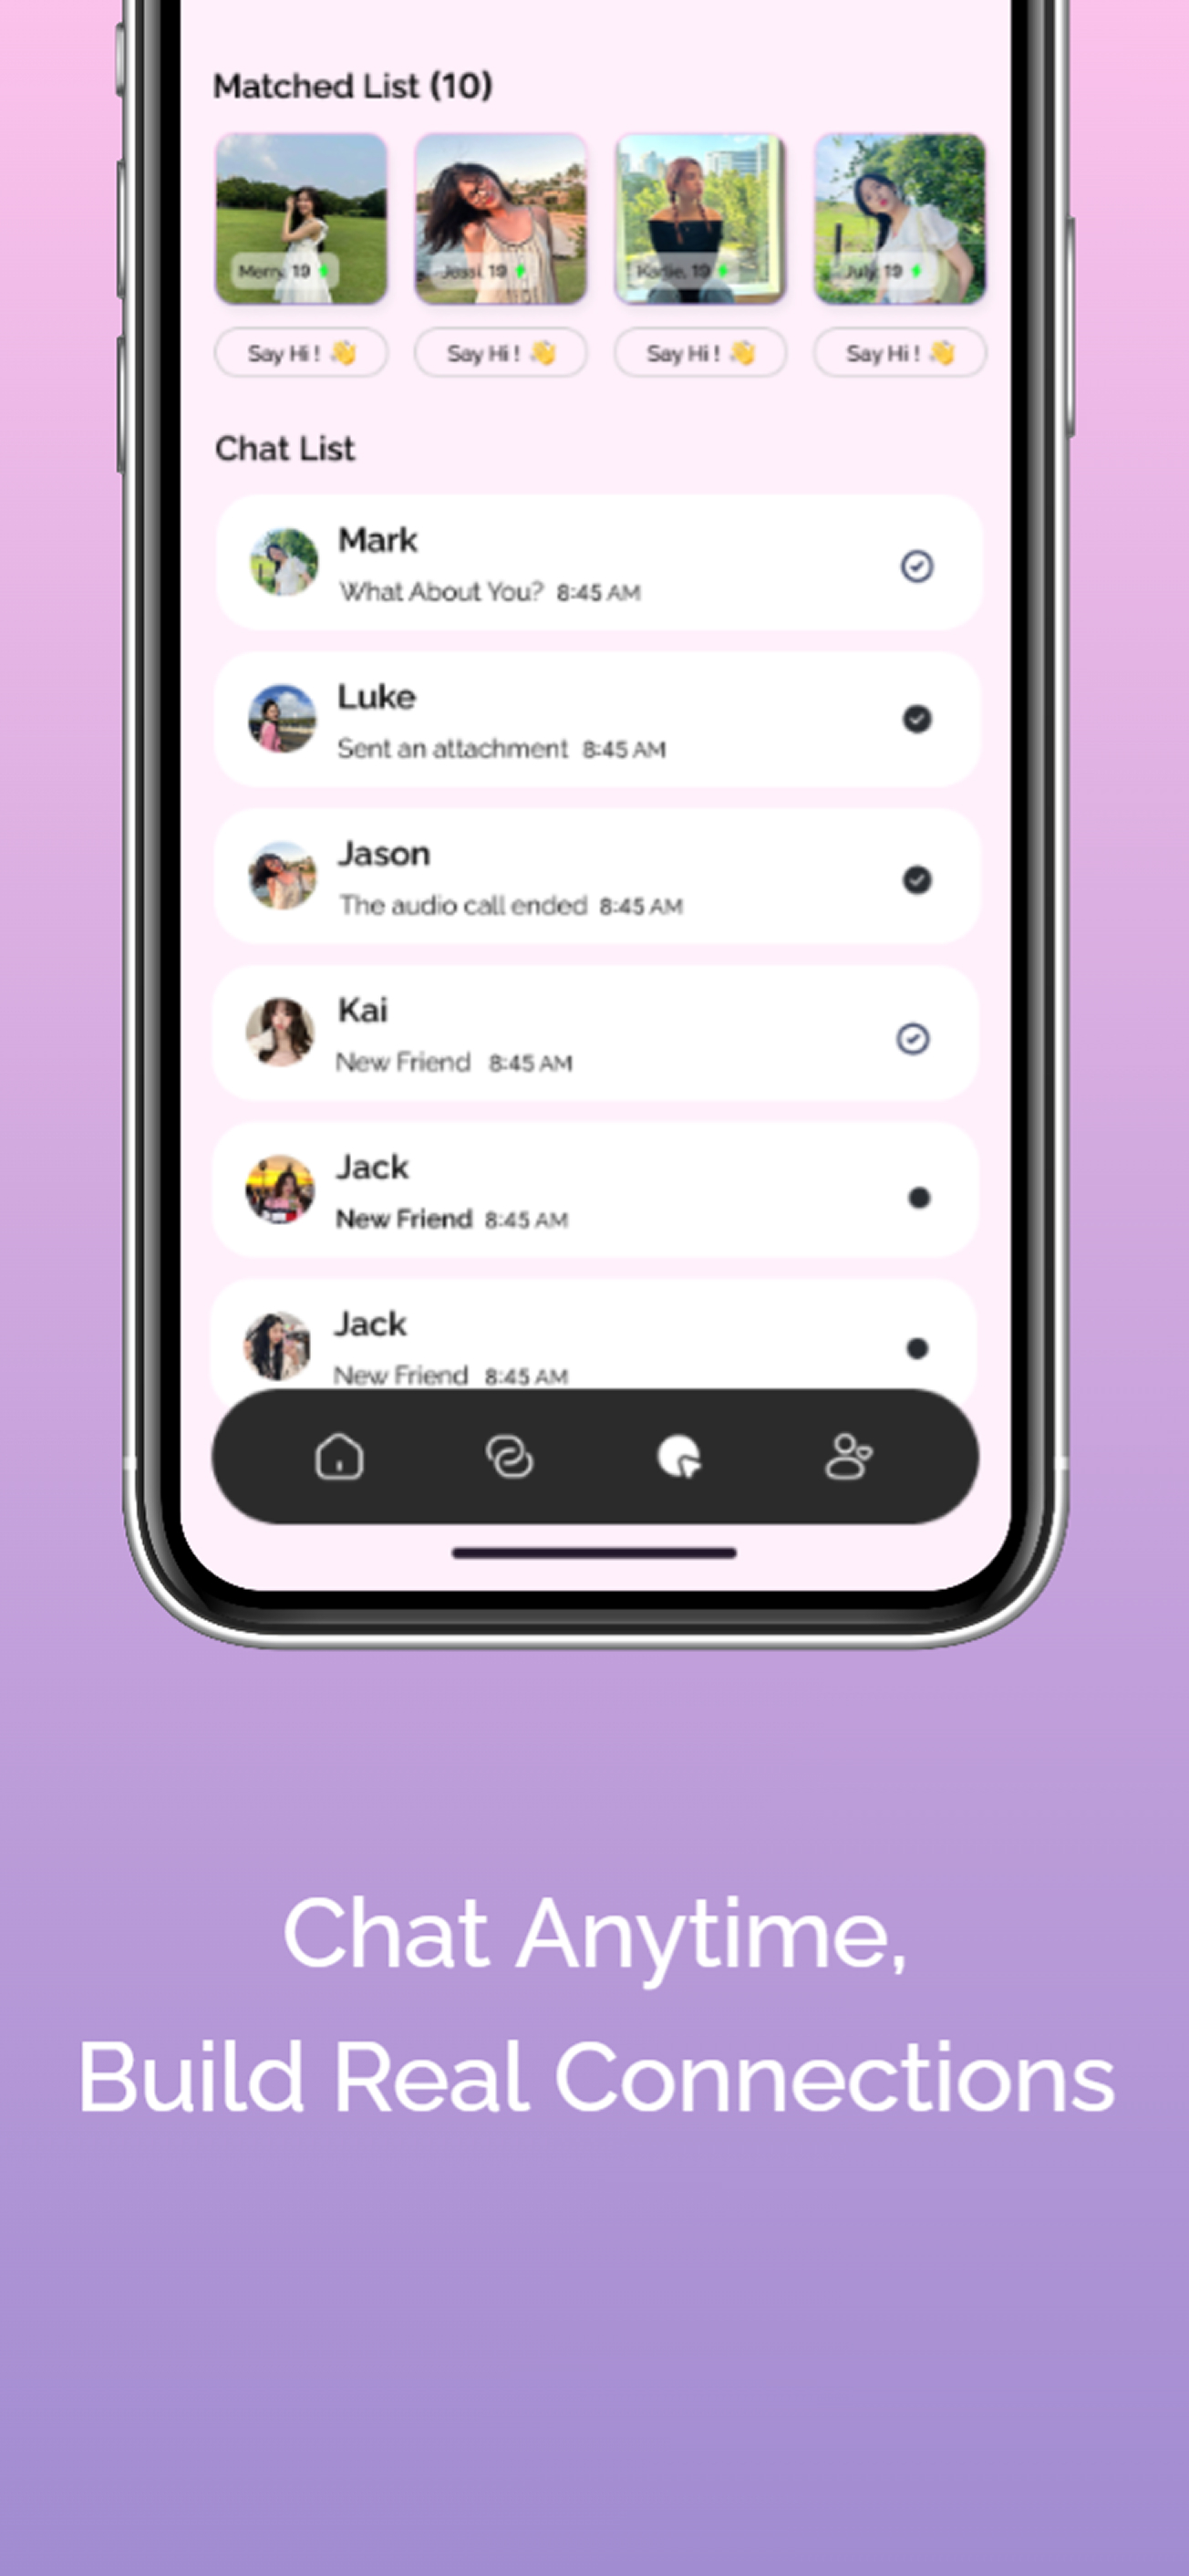 Matched List (10)
Merry, 19
Jessi, 19
Karlie, 19
July, 19
Say Hi ! 👋 Say Hi ! 👋 Say Hi ! 👋 Say Hi ! 👋
Chat List
Mark
What About You? 8:45 AM
Luke
Sent an attachment 8:45 AM
Jason
The audio call ended 8:45 AM
Kai
New Friend 8:45 AM
Jack
New Friend 8:45 AM
Jack
New Friend 8:45 AM
Chat Anytime,
Build Real Connections